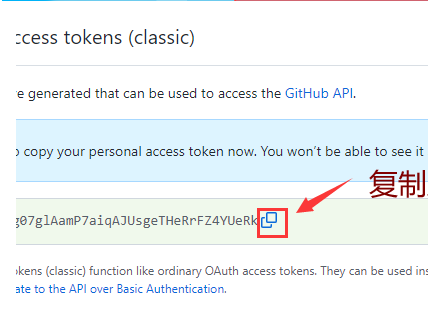 ccess tokens (classic)
re generated that can be used to access the GitHub API.
o copy your personal access token now. You won't be able to see it
复制
g07glAamP7aiqAJUsgeTHeRrFZ4YUeRk
okens (classic) function like ordinary OAuth access tokens. They can be used ins
ate to the API over Basic Authentication.